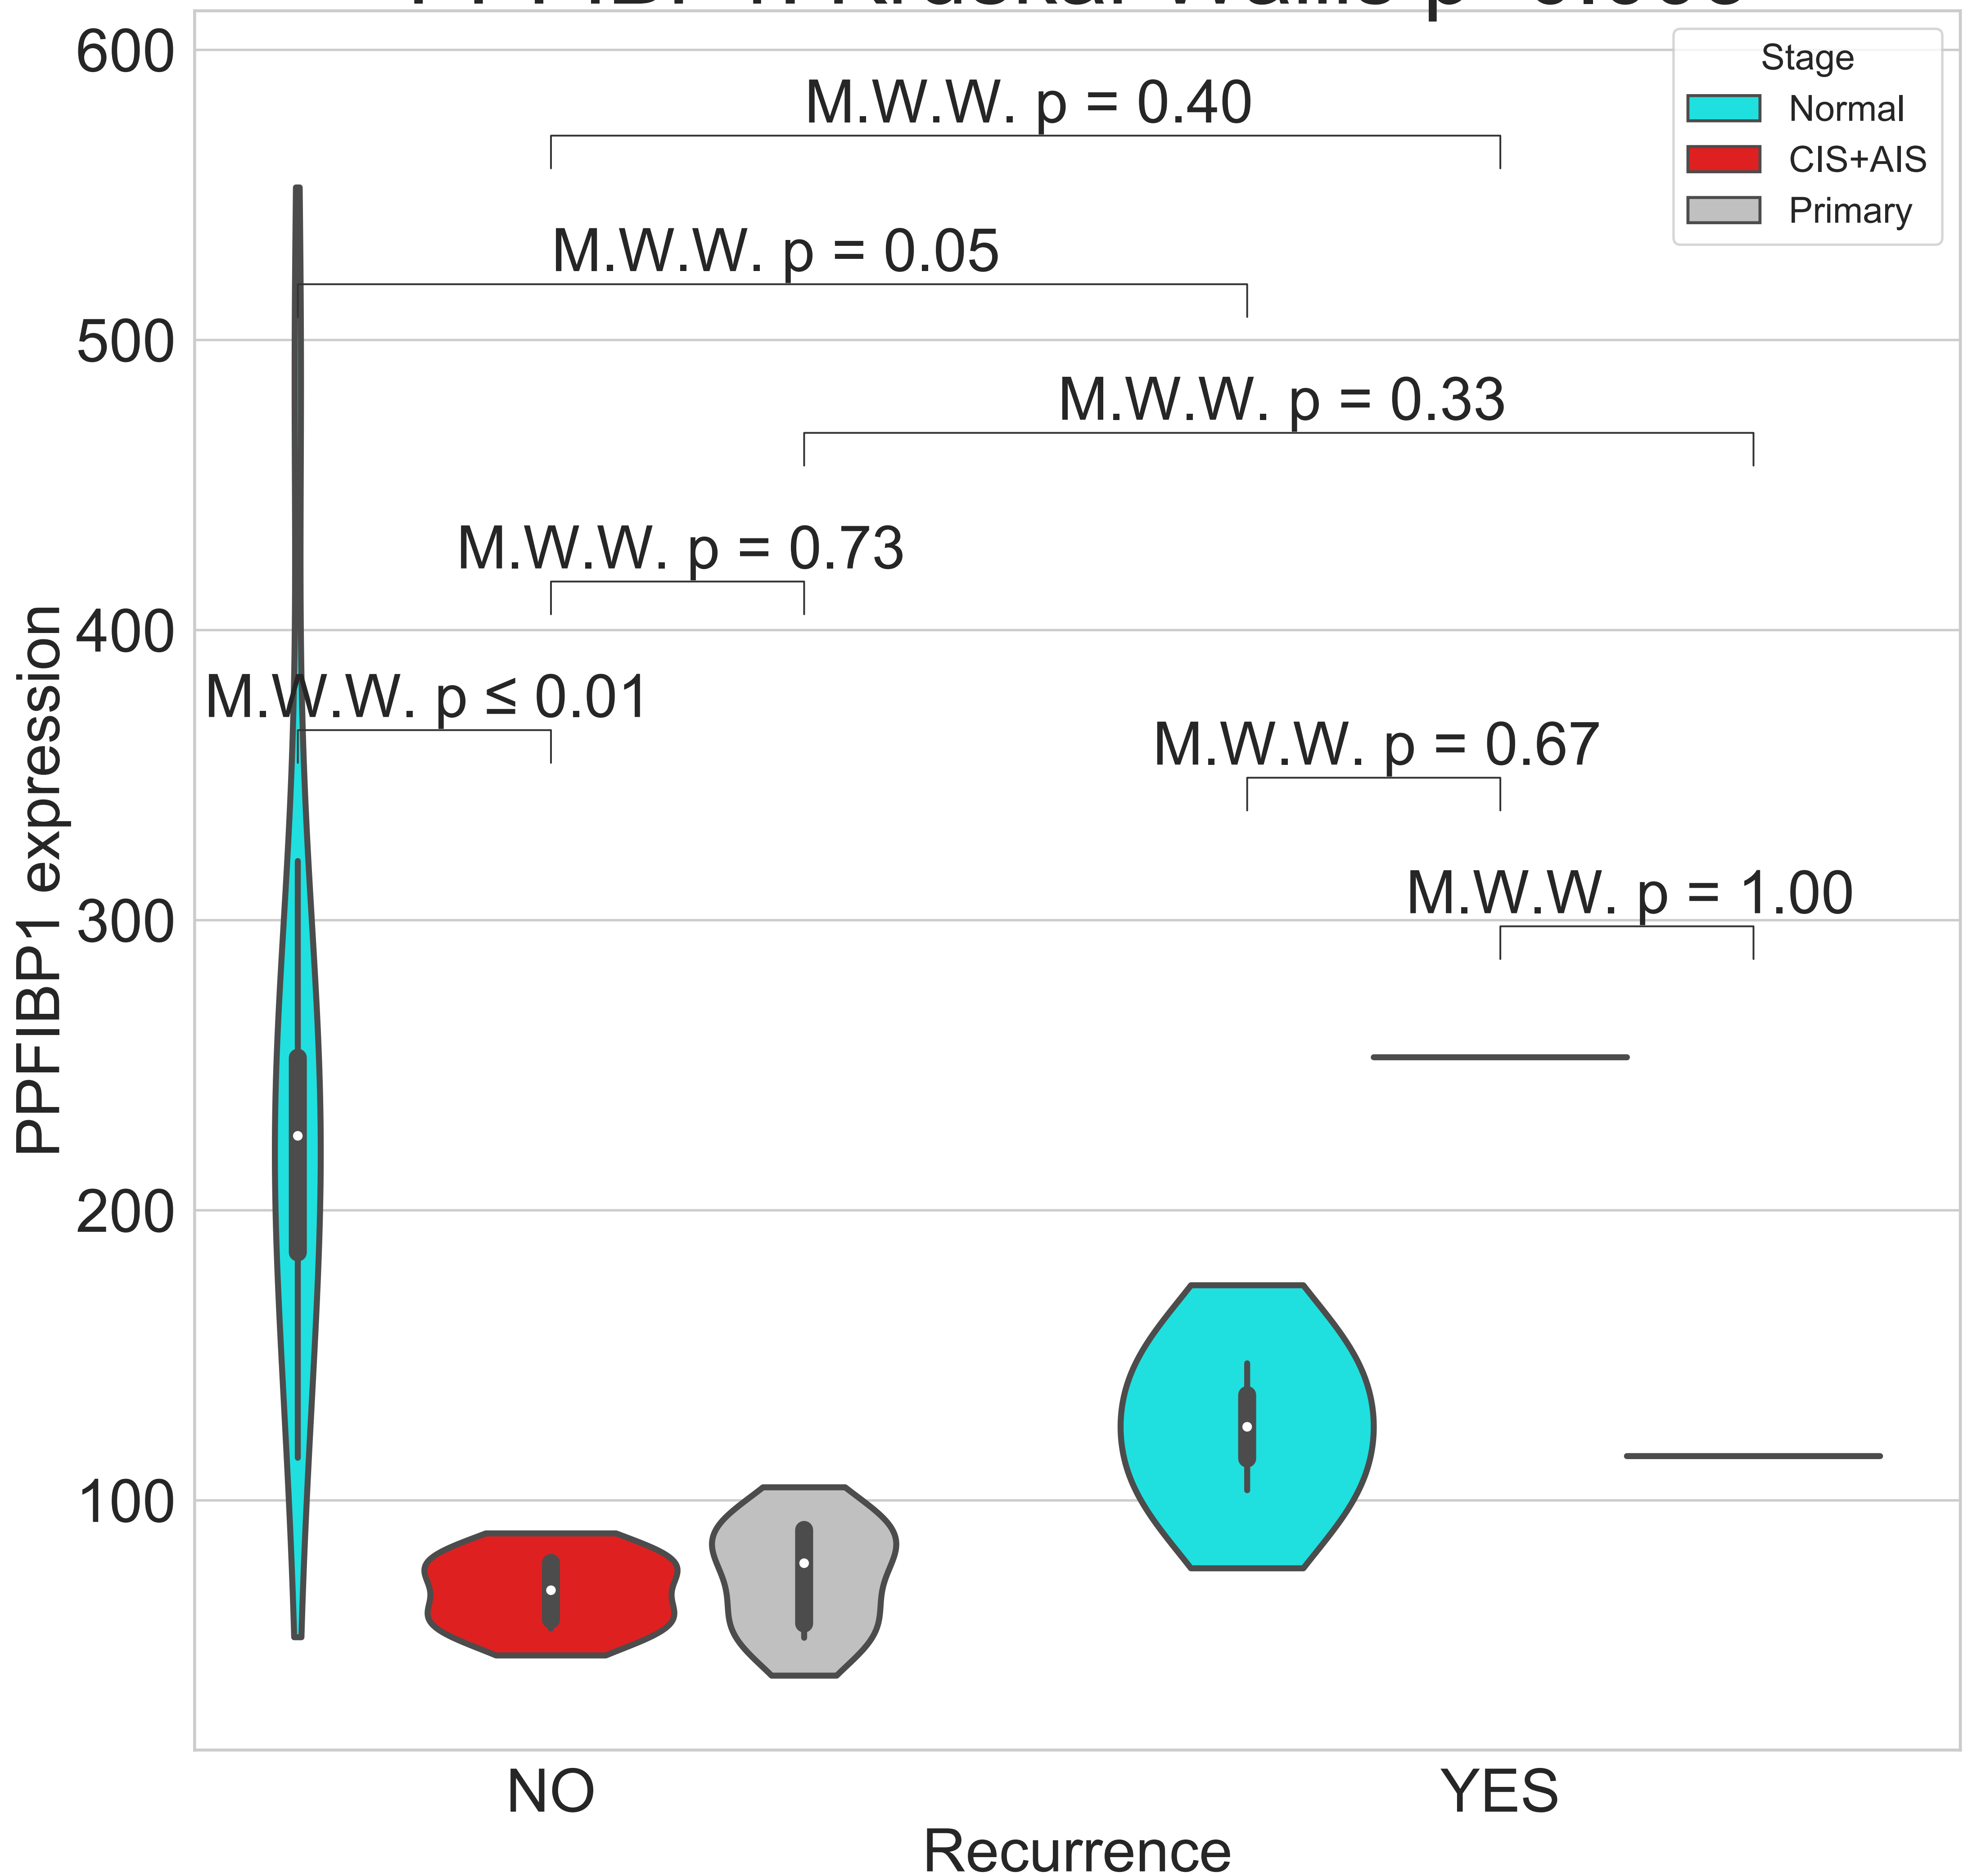 600
500
400
300
200
100
PPFIBP1 expression
Stage
Normal
CIS+AIS
Primary
M.W.W. p = 0.40
M.W.W. p = 0.05
M.W.W. p = 0.33
M.W.W. p = 0.73
M.W.W. p ≤ 0.01
M.W.W. p = 0.67
M.W.W. p = 1.00
NO
YES
Recurrence